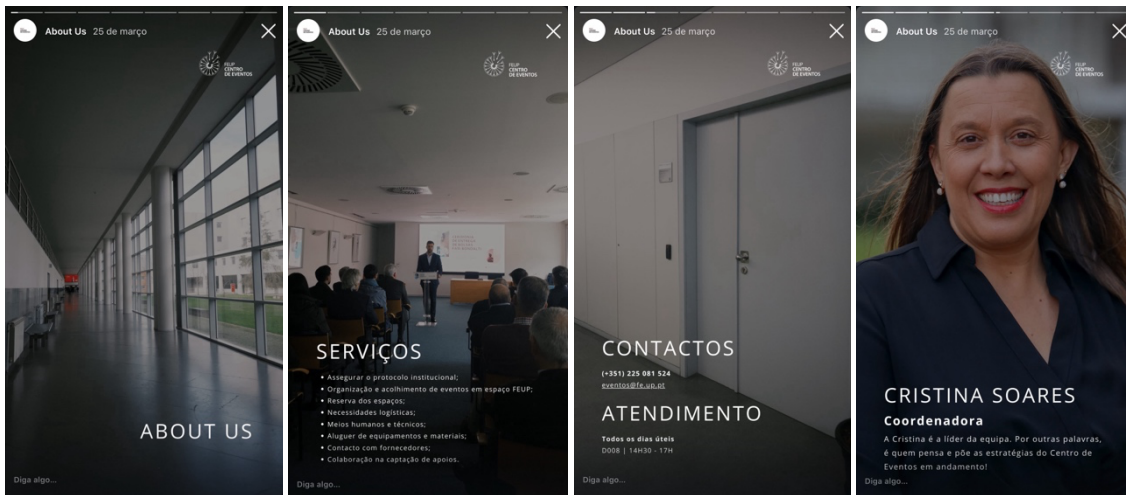 About Us 25 de março
FEUP
CENTRO
DE EVENTOS
ABOUT US
Diga algo...
About Us 25 de março
FEUP
CENTRO
DE EVENTOS
SERVIÇOS
• Assegurar o protocolo institucional;
• Organização e acolhimento de eventos em espaço FEUP;
• Reserva dos espaços;
• Necessidades logísticas;
• Meios humanos e técnicos;
• Aluguer de equipamentos e materiais;
• Contacto com fornecedores;
• Colaboração na captação de apoios.
Diga algo...
About Us 25 de março
FEUP
CENTRO
DE EVENTOS
CONTACTOS
(+351) 225 081 524
eventos@fe.up.pt
ATENDIMENTO
Todos os dias úteis
D008 | 14H30 - 17H
Diga algo...
About Us 25 de março
FEUP
CENTRO
DE EVENTOS
CRISTINA SOARES
Coordenadora
A Cristina é a líder da equipa. Por outras palavras,
é quem pensa e põe as estratégias do Centro de
Eventos em andamento!
Diga algo...